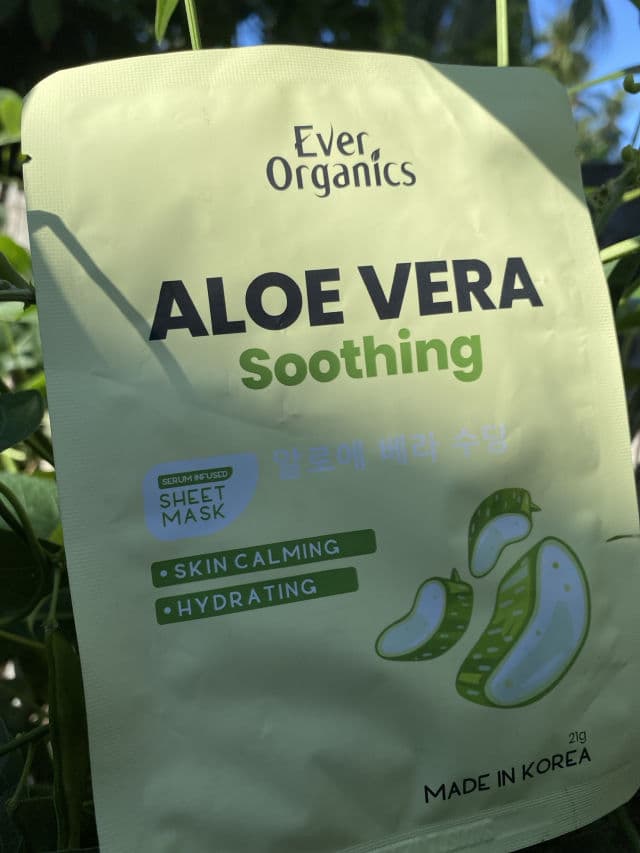 Ever
Organics
ALOE VERA
Soothing
알로에 베라 수딩
SERUM INFUSED
SHEET
MASK
• SKIN CALMING
• HYDRATING
21g
MADE IN KOREA